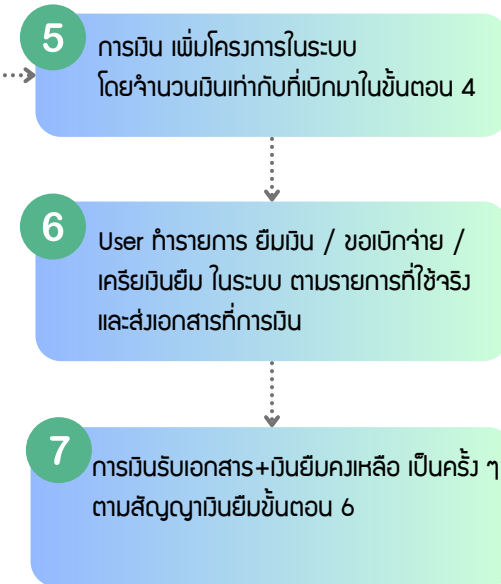 5
การเงิน เพิ่มโครงการในระบบ
โดยจำนวนเงินเท่ากับที่เบิกมาในขั้นตอน 4
6
User ทำรายการ ยืมเงิน / ขอเบิกจ่าย /
เครียเงินยืม ในระบบ ตามรายการที่ใช้จริง
และส่งเอกสารที่การเงิน
7
การเงินรับเอกสาร+เงินยืมคงเหลือ เป็นครั้ง ๆ
ตามสัญญาเงินยืมขั้นตอน 6